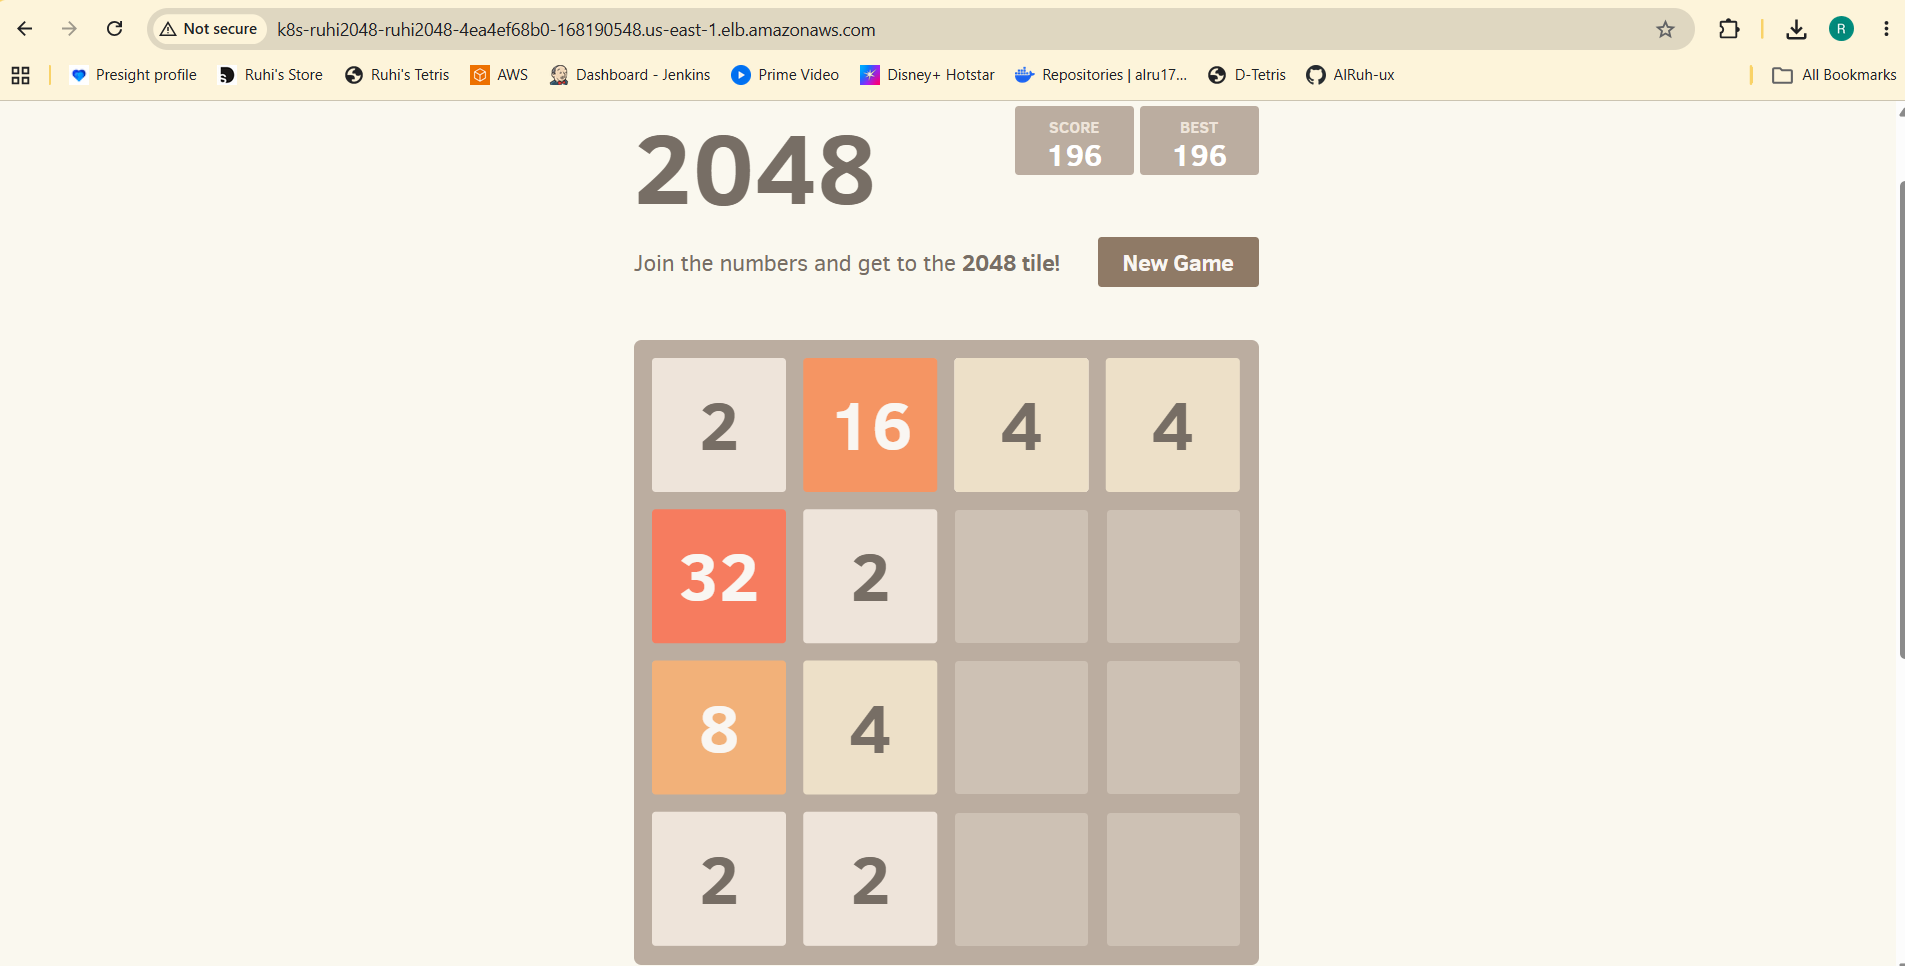 Not secure k8s-ruhi2048-ruhi2048-4ea4ef68b0-168190548.us-east-1.elb.amazonaws.com R
Presight profile Ruhi's Store Ruhi's Tetris AWS Dashboard - Jenkins Prime Video Disney+ Hotstar Repositories | alru17... D-Tetris AlRuh-ux All Bookmarks
2048
SCORE BEST
196 196
Join the numbers and get to the 2048 tile! New Game
2 16 4 4
32 2
8 4
2 2